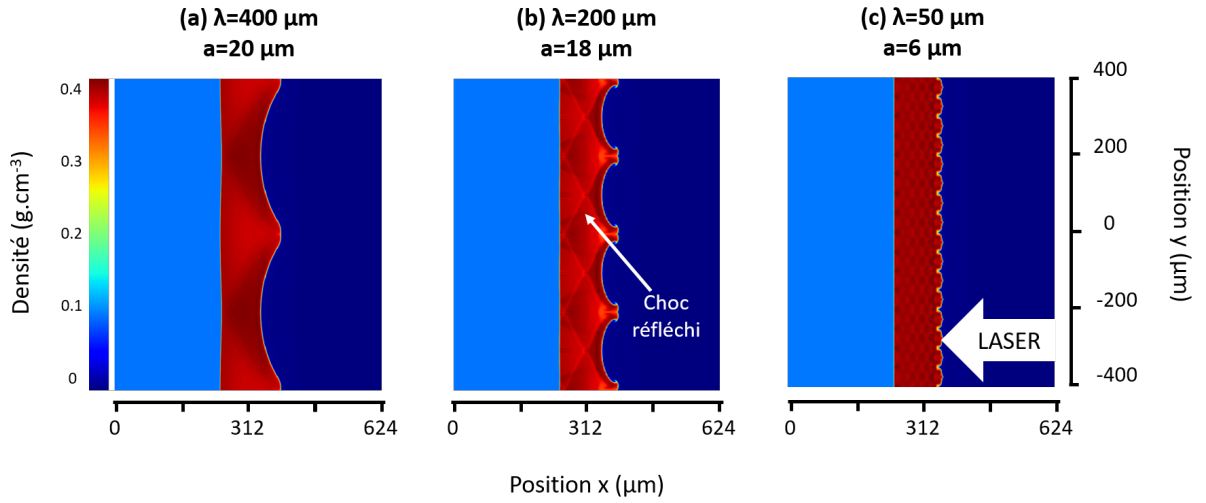 (a) λ=400 µm
a=20 µm
(b) λ=200 µm
a=18 µm
(c) λ=50 µm
a=6 µm
Densité (g.cm-3)
0.4
0.3
0.2
0.1
0
Choc
réfléchi
LASER
400
200
0
-200
-400
Position y (µm)
0 312 624
0 312 624
0 312 624
Position x (µm)